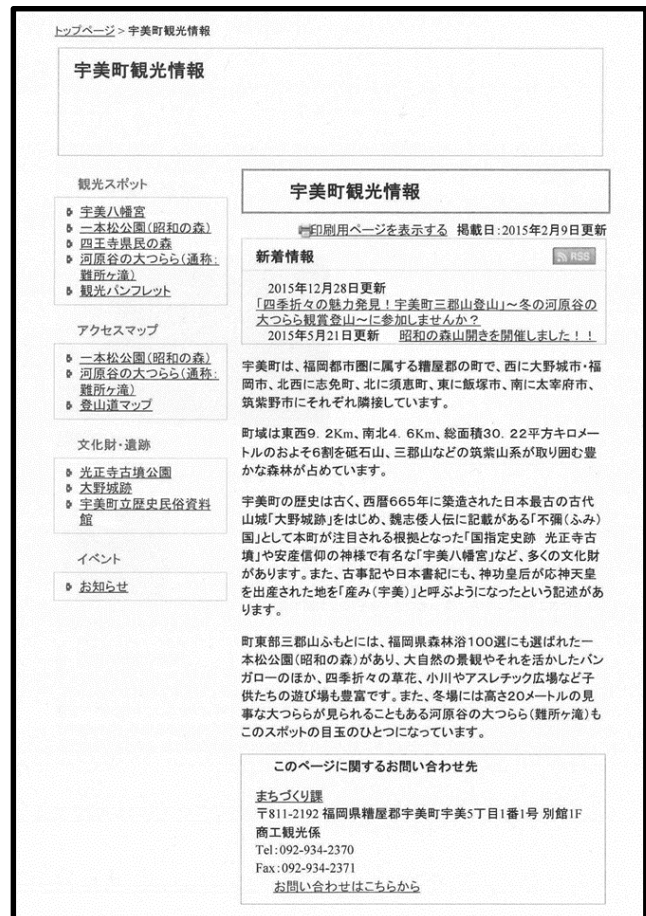 トップページ > 宇美町観光情報
宇美町観光情報
観光スポット
宇美八幡宮
一本松公園(昭和の森)
四王寺県民の森
河原谷の大つらら(通称:
難所ヶ滝)
観光パンフレット
アクセスマップ
一本松公園(昭和の森)
河原谷の大つらら(通称:
難所ヶ滝)
登山道マップ
文化財・遺跡
光正寺古墳公園
大野城跡
宇美町立歴史民俗資料
館
イベント
お知らせ
宇美町観光情報
印刷用ページを表示する 掲載日:2015年2月9日更新
新着情報
RSS
2015年12月28日更新
「四季折々の魅力発見!宇美町三郡山登山」~冬の河原谷の
大つらら観賞登山~に参加しませんか?
2015年5月21日更新 昭和の森山開きを開催しました!!
宇美町は、福岡都市圏に属する糟屋郡の町で、西に大野城市・福
岡市、北西に志免町、北に須恵町、東に飯塚市、南に太宰府市、
筑紫野市にそれぞれ隣接しています。
町域は東西9. 2Km、南北4. 6Km、総面積30. 22平方キロメー
トルのおよそ6割を砥石山、三郡山などの筑紫山系が取り囲む豊
かな森林が占めています。
宇美町の歴史は古く、西暦665年に築造された日本最古の古代
山城「大野城跡」をはじめ、魏志倭人伝に記載がある「不彌(ふみ)
国」として本町が注目される根拠となった「国指定史跡 光正寺古
墳」や安産信仰の神様で有名な「宇美八幡宮」など、多くの文化財
があります。また、古事記や日本書紀にも、神功皇后が応神天皇
を出産された地を「産み(宇美)」と呼ぶようになったという記述があ
ります。
町東部三郡山ふもとには、福岡県森林浴100選にも選ばれた一
本松公園(昭和の森)があり、大自然の景観やそれを活かしたバン
ガローのほか、四季折々の草花、小川やアスレチック広場など子
供たちの遊び場も豊富です。また、冬場には高さ20メートルの見
事な大つららが見られることもある河原谷の大つらら(難所ヶ滝)も
このスポットの目玉のひとつになっています。
このページに関するお問い合わせ先
まちづくり課
〒811-2192 福岡県糟屋郡宇美町宇美5丁目1番1号 別館1F
商工観光係
Tel:092-934-2370
Fax:092-934-2371
お問い合わせはこちらから